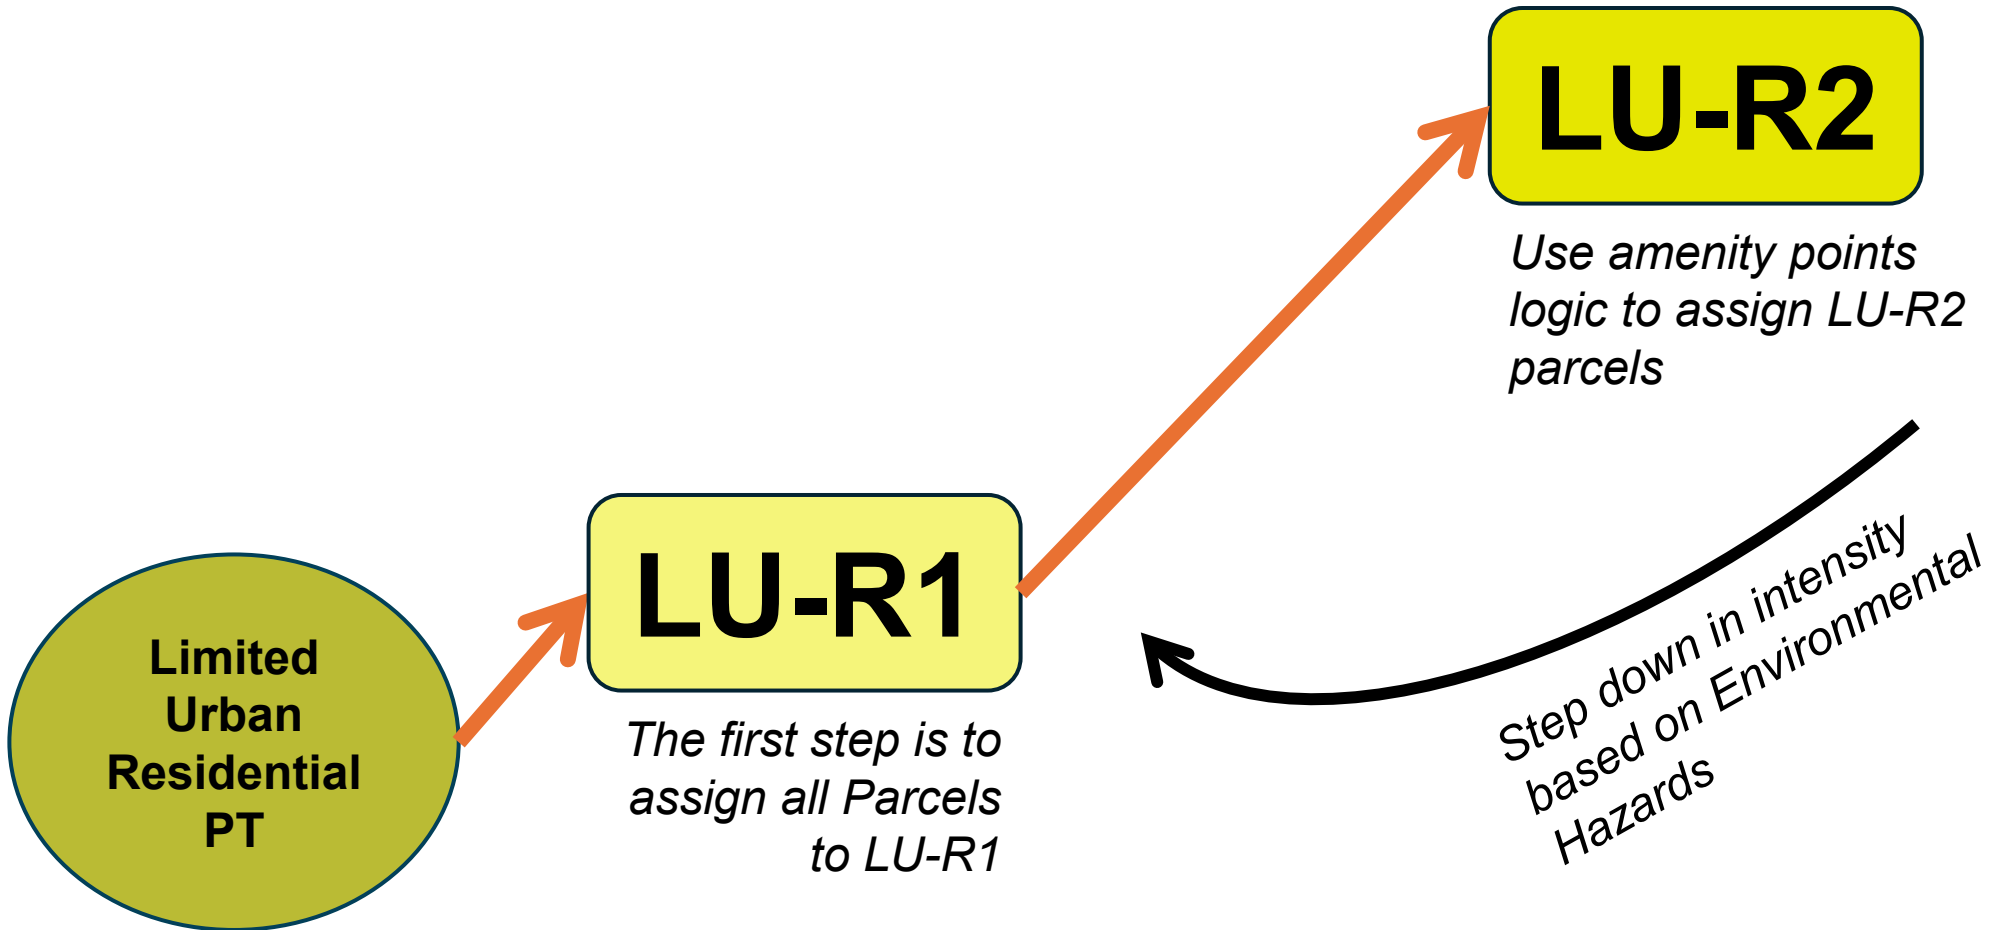 LU-R2
Use amenity points
logic to assign LU-R2
parcels
LU-R1
The first step is to
assign all Parcels
to LU-R1
Limited
Urban
Residential
PT
Step down in intensity
based on Environmental
Hazards